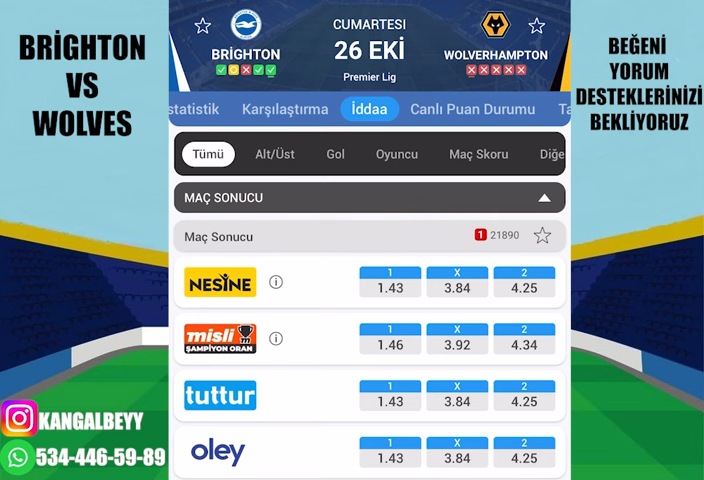 BRİGHTON
VS
WOLVES
CUMARTESI
26 EKİ
Premier Lig
BRİGHTON
WOLVERHAMPTON
BEĞENİ
YORUM
DESTEKLERİNİZİ
BEKLİYORUZ
statistik Karşılaştırma İddaa Canlı Puan Durumu Ta
Tümü Alt/Üst Gol Oyuncu Maç Skoru Diğe
MAÇ SONUCU
Maç Sonucu 1 21890
NESİNE 1 X 2
1.43 3.84 4.25
misli 1 X 2
ŞAMPİYON ORAN 1.46 3.92 4.34
tuttur 1 X 2
1.43 3.84 4.25
oley 1 X 2
1.43 3.84 4.25
KANGALBEYY
534-446-59-89